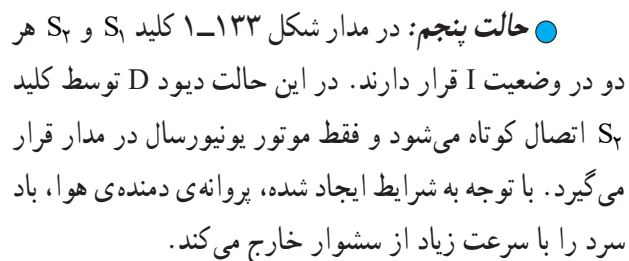 حالت پنجم: در مدار شکل ۱۳۳ــ۱ کلید S۱ و S۲ هر
دو در وضعیت I قرار دارند. در این حالت دیود D توسط کلید
S۲ اتصال کوتاه می‌شود و فقط موتور یونیورسال در مدار قرار
می‌گیرد. با توجه به شرایط ایجاد شده، پروانه‌ی دمنده‌ی هوا، باد
سرد را با سرعت زیاد از سشوار خارج می‌کند.